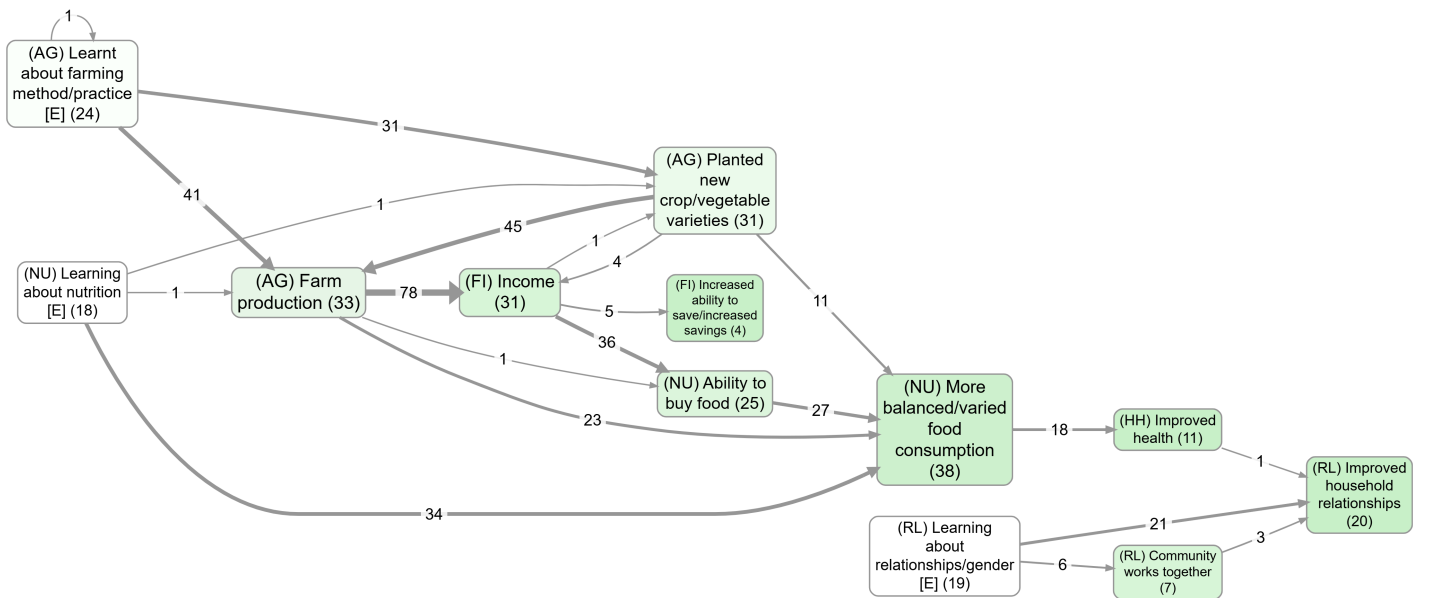 1
(AG) Learnt
about farming
method/practice
[E] (24)
31
41
(AG) Planted
new
crop/vegetable
varieties (31)
1
45
1
4
(NU) Learning
about nutrition
[E] (18)
1
(AG) Farm
production (33)
78
(FI) Income
(31)
5
(FI) Increased
ability to
save/increased
savings (4)
11
36
1
(NU) Ability to
buy food (25)
27
23
(NU) More
balanced/varied
food
consumption
(38)
18
(HH) Improved
health (11)
1
(RL) Improved
household
relationships
(20)
34
(RL) Learning
about
relationships/gender
[E] (19)
21
6
(RL) Community
works together
(7)
3